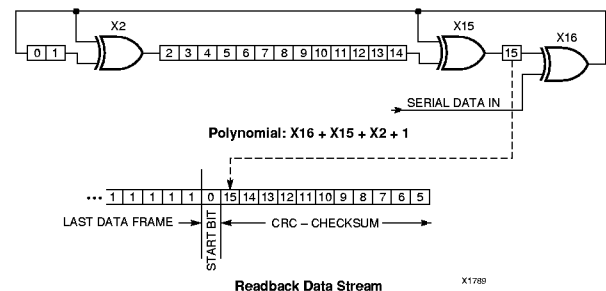 X2
X15
X16
0 1
2 3 4 5 6 7 8 9 10 11 12 13 14
15
SERIAL DATA IN
Polynomial: X16 + X15 + X2 + 1
••• 1 1 1 1 1 0 15 14 13 12 11 10 9 8 7 6 5
LAST DATA FRAME
START BIT
CRC – CHECKSUM
Readback Data Stream
X1789